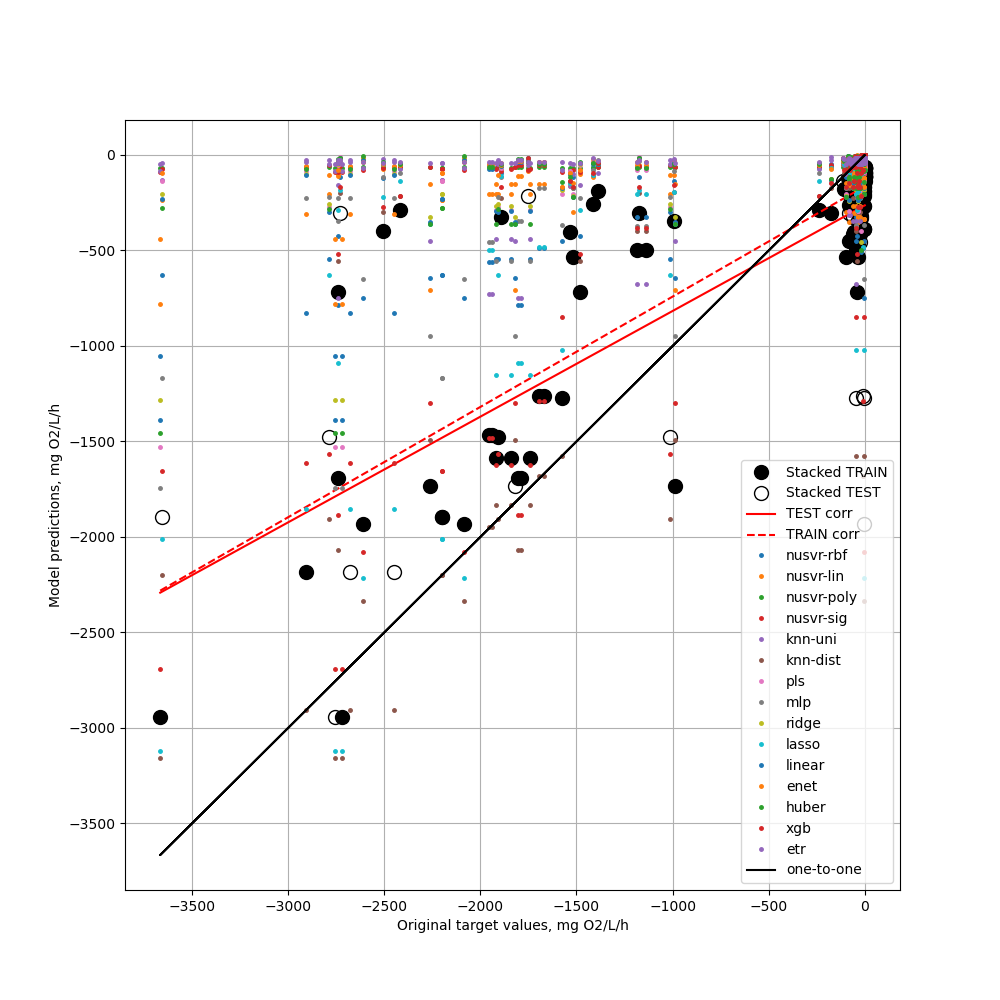 0
−500
−1000
−1500
−2000
−2500
−3000
−3500
Model predictions, mg O2/L/h
−3500 −3000 −2500 −2000 −1500 −1000 −500 0
Original target values, mg O2/L/h
Stacked TRAIN
Stacked TEST
TEST corr
TRAIN corr
nusvr-rbf
nusvr-lin
nusvr-poly
nusvr-sig
knn-uni
knn-dist
pls
mlp
ridge
lasso
linear
enet
huber
xgb
etr
one-to-one